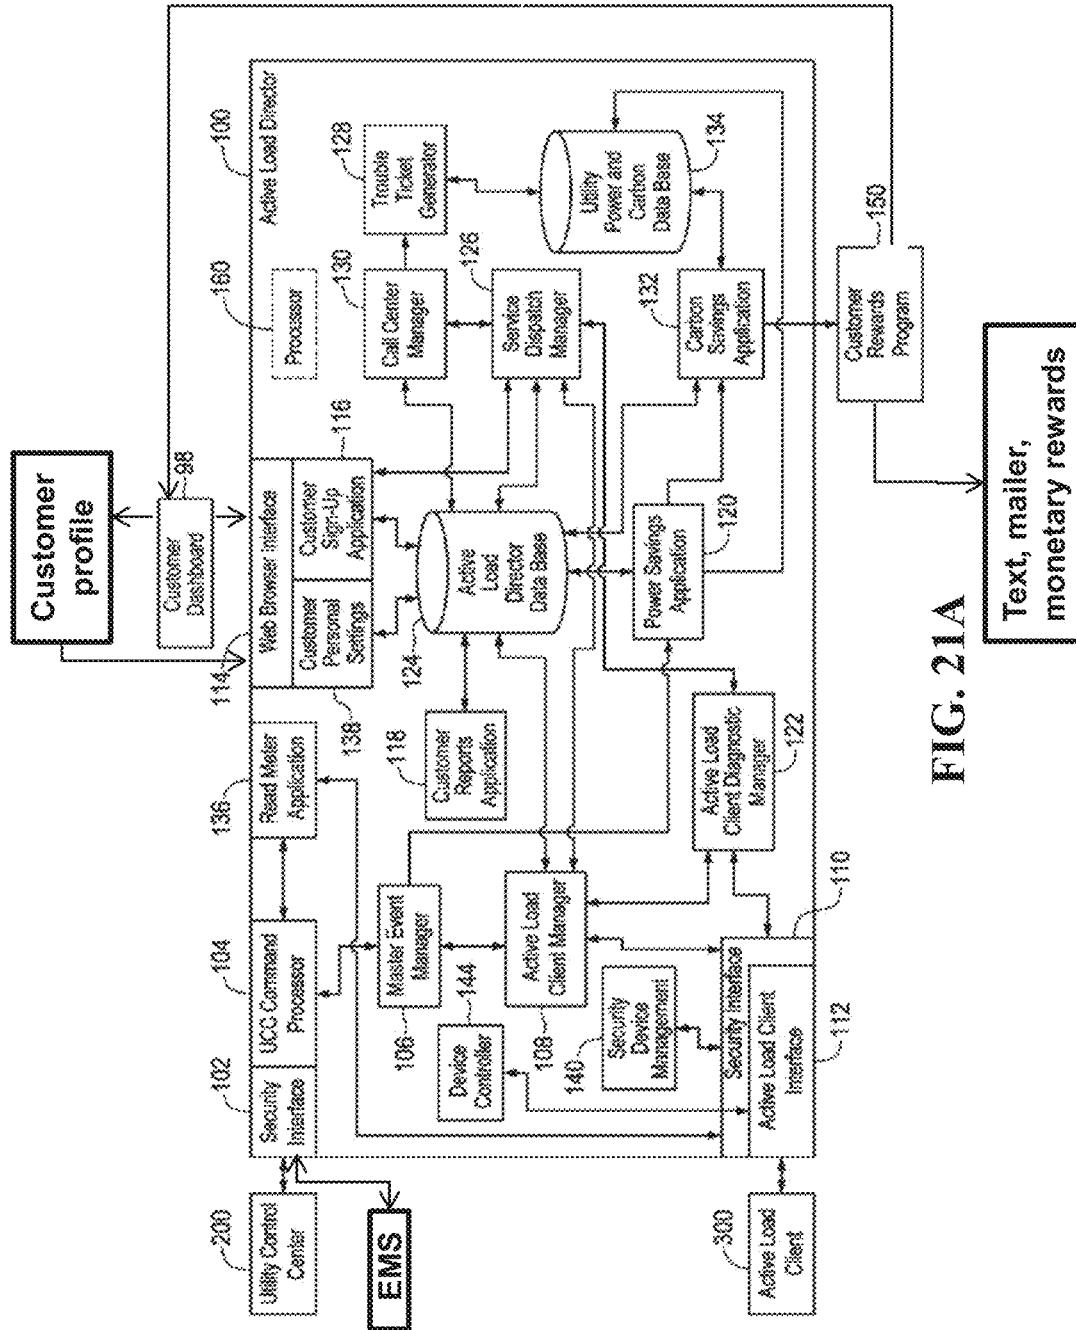 Customer
profile
98
Customer
Dashboard
100
Active Load Director
160
Processor
114
Web Browser Interface
Customer
Personal
Settings
138
Customer
Sign-Up
Application
116
136
Read Meter
Application
104
UCC Command
Processor
102
Security
Interface
200
Utility Control
Center
EMS
128
Trouble
Ticket
Generator
130
Call Center
Manager
126
Service
Dispatch
Manager
Utility
Power and
Carbon
Data Base
134
124
Active
Load
Director
Data Base
118
Customer
Reports
Application
Master Event
Manager
106
144
Device
Controller
Active Load
Client Manager
108
132
Carbon
Savings
Application
Power Savings
Application
120
Active Load
Client Diagnostic
Manager
122
140
Security
Device
Management
Security Interface
110
Active Load Client
Interface
112
300
Active Load
Client
150
Customer
Rewards
Program
Text, mailer,
monetary rewards
FIG. 21A